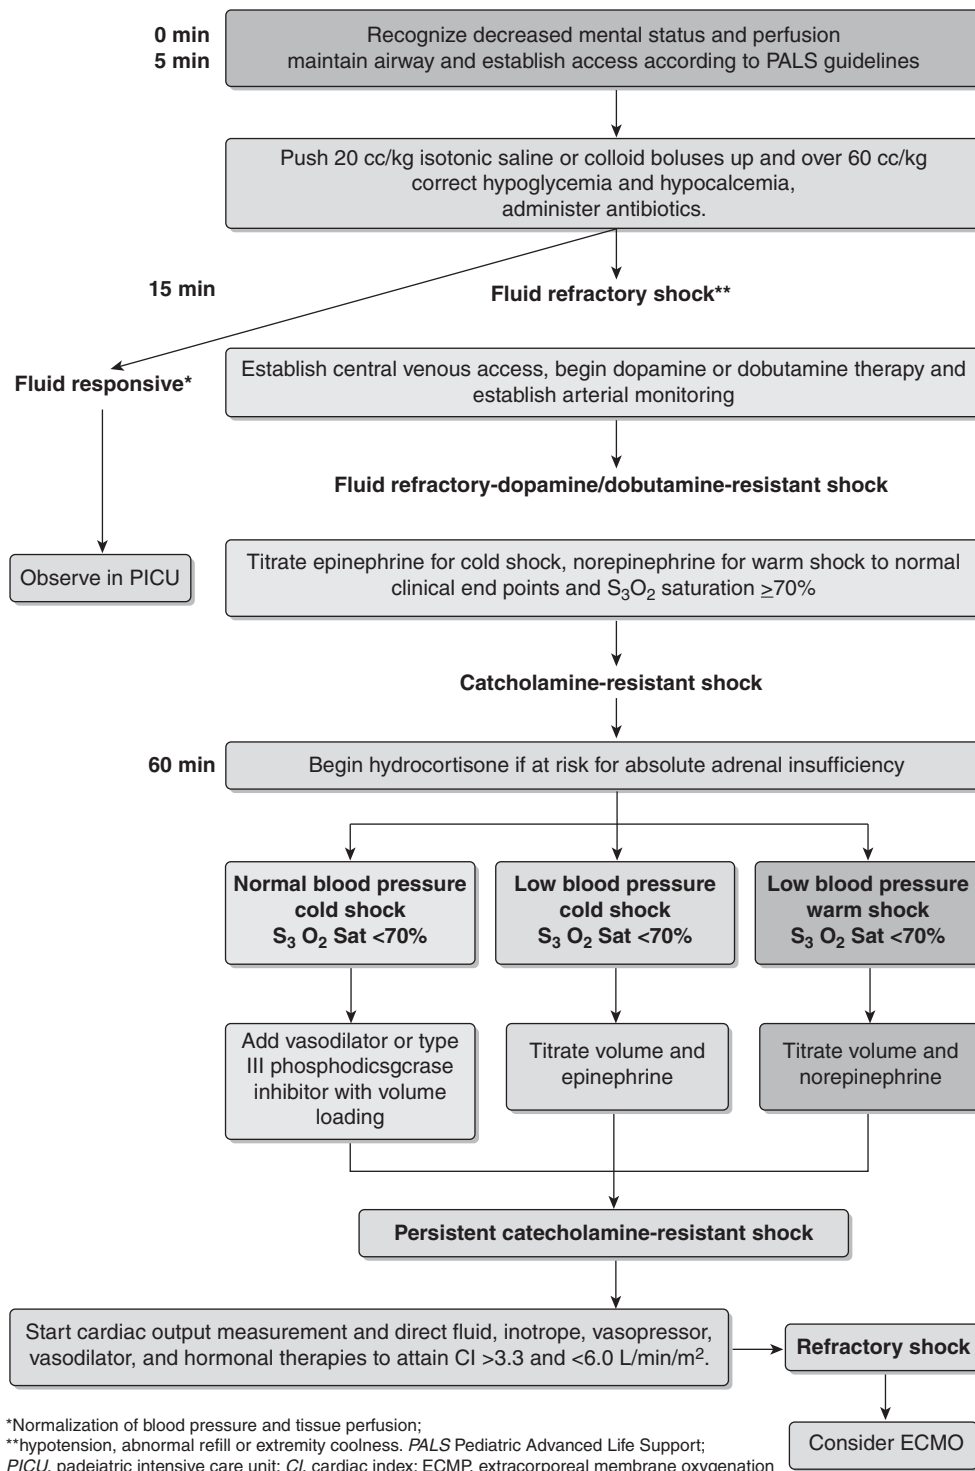 0 min
5 min
Recognize decreased mental status and perfusion
maintain airway and establish access according to PALS guidelines
Push 20 cc/kg isotonic saline or colloid boluses up and over 60 cc/kg
correct hypoglycemia and hypocalcemia,
administer antibiotics.
15 min
Fluid refractory shock**
Fluid responsive*
Establish central venous access, begin dopamine or dobutamine therapy and
establish arterial monitoring
Fluid refractory-dopamine/dobutamine-resistant shock
Observe in PICU
Titrate epinephrine for cold shock, norepinephrine for warm shock to normal
clinical end points and S₃O₂ saturation ≥70%
Catcholamine-resistant shock
60 min
Begin hydrocortisone if at risk for absolute adrenal insufficiency
Normal blood pressure
cold shock
S₃ O₂ Sat <70%
Low blood pressure
cold shock
S₃ O₂ Sat <70%
Low blood pressure
warm shock
S₃ O₂ Sat <70%
Add vasodilator or type
III phosphodicsgcrase
inhibitor with volume
loading
Titrate volume and
epinephrine
Titrate volume and
norepinephrine
Persistent catecholamine-resistant shock
Start cardiac output measurement and direct fluid, inotrope, vasopressor,
vasodilator, and hormonal therapies to attain CI >3.3 and <6.0 L/min/m².
Refractory shock
Consider ECMO
*Normalization of blood pressure and tissue perfusion;
**hypotension, abnormal refill or extremity coolness. PALS Pediatric Advanced Life Support;
PICU, padeiatric intensive care unit; CI, cardiac index; ECMP, extracorporeal membrane oxygenation